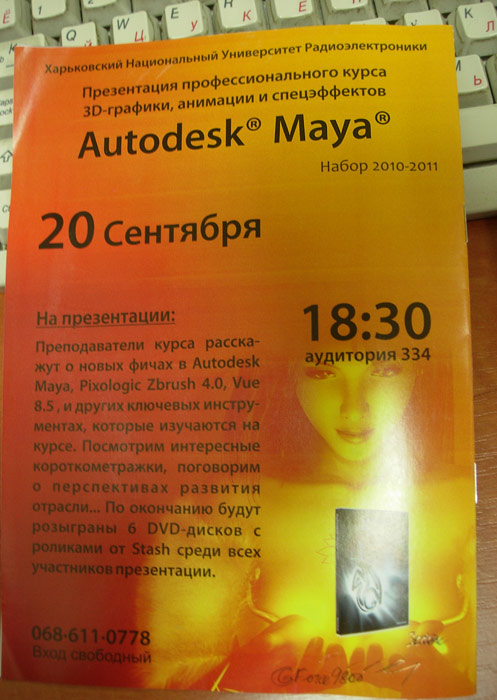 Харьковский Национальный Университет Радиоэлектроники
Презентация профессионального курса
3D-графики, анимации и спецэффектов
Autodesk® Maya®
Набор 2010-2011
20 Сентября
На презентации:
Преподаватели курса расска-
жут о новых фичах в Autodesk
Maya, Pixologic Zbrush 4.0, Vue
8.5 , и других ключевых инстру-
ментах, которые изучаются на
курсе. Посмотрим интересные
короткометражки, поговорим
о перспективах развития
отрасли... По окончанию будут
розыграны 6 DVD-дисков с
роликами от Stash среди всех
участников презентации.
18:30
аудитория 334
068-611-0778
Вход свободный